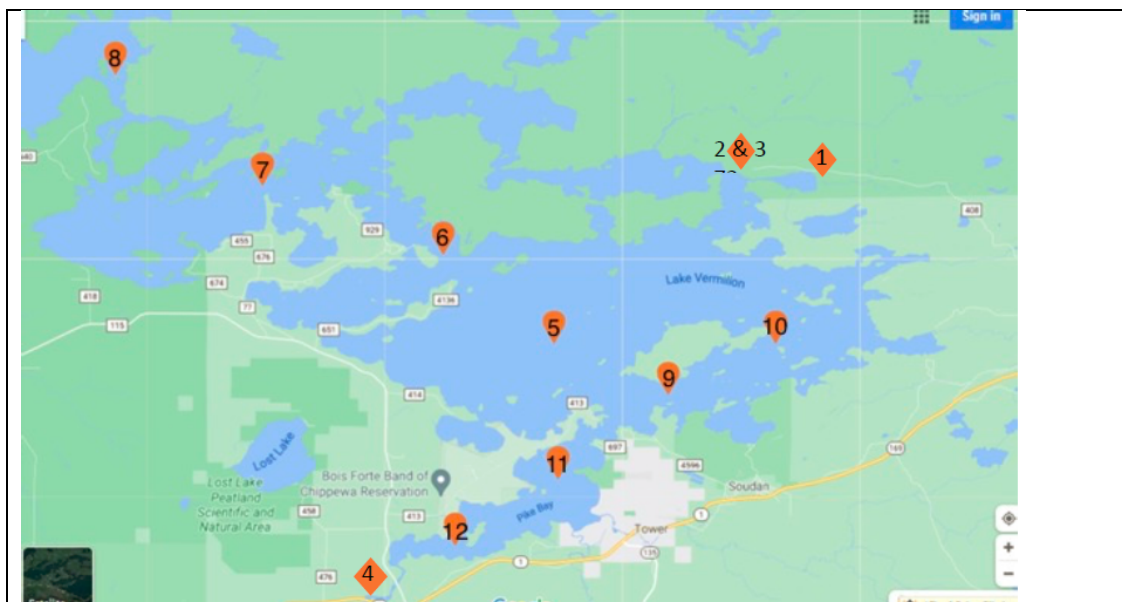 Sign in
8
2 & 3
1
7
408
6
929
455
676
Lake Vermilion
674
418
77
4136
5
10
115
651
9
414
413
697
169
11
4596
Lost Lake
Bois Forte Band of
Chippewa Reservation
Soudan
Lost Lake
Peatland
Scientific and
Natural Area
458
413
Pike Bay
1
12
Tower
135
1
4
476